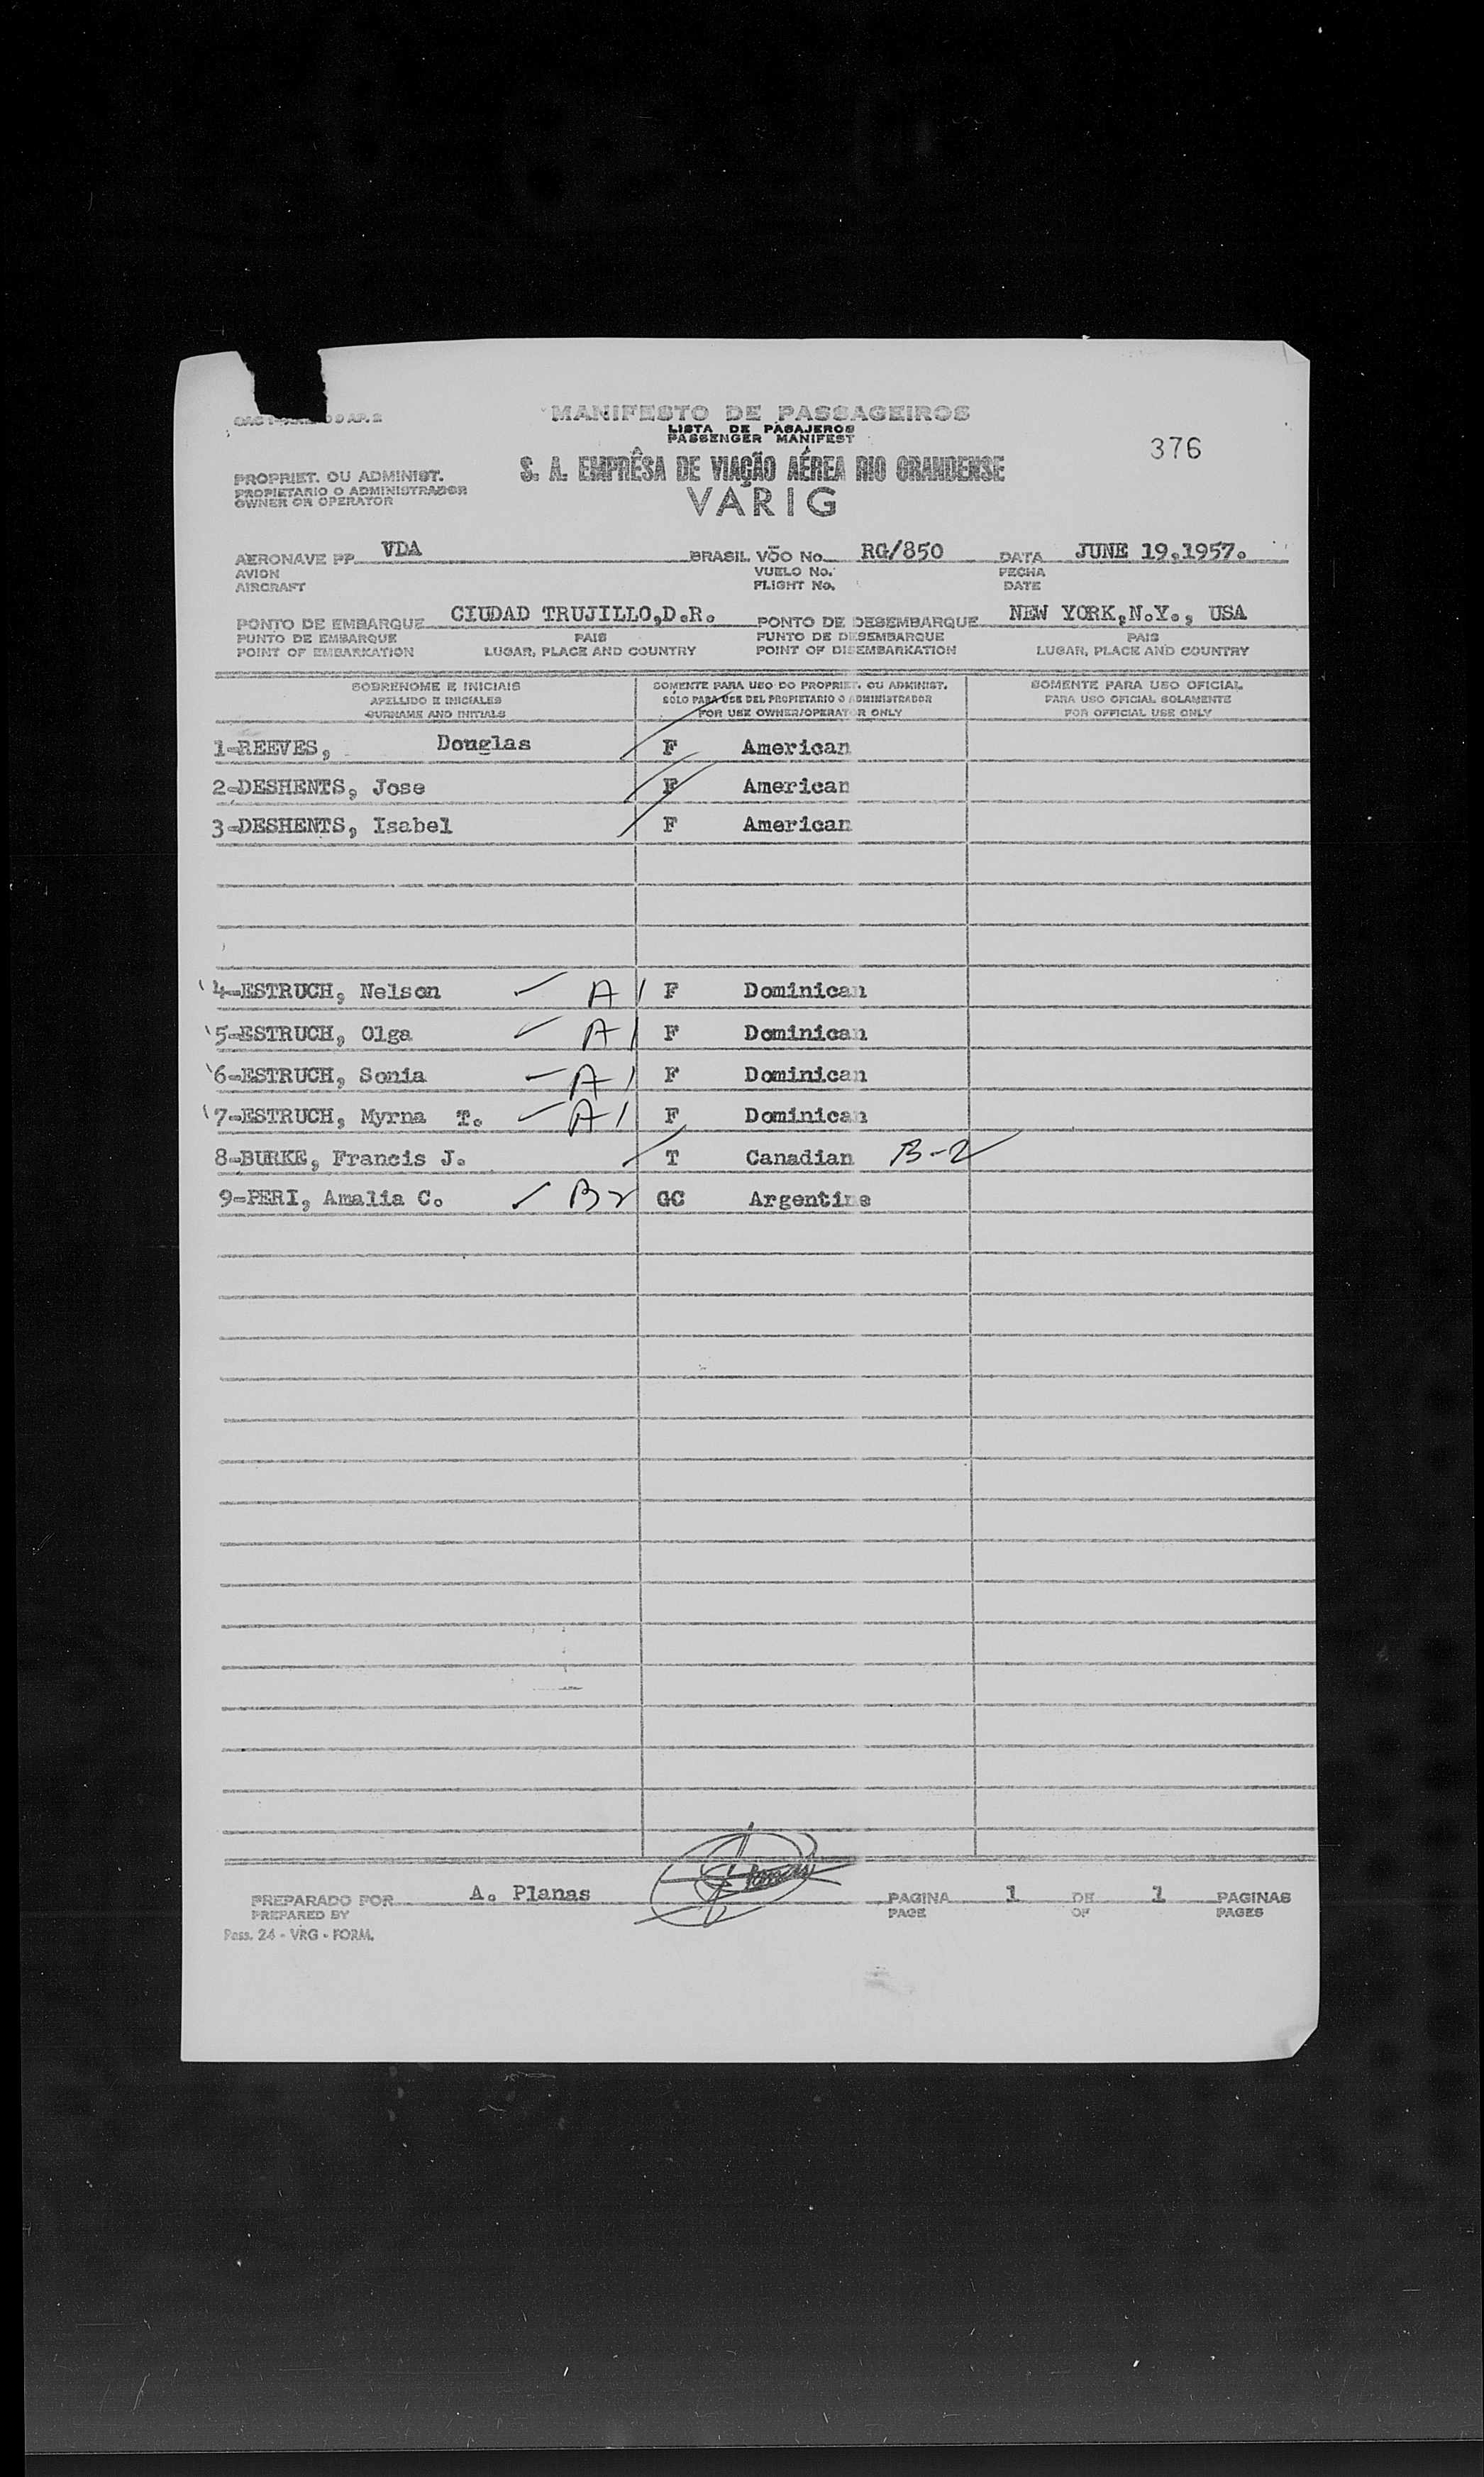 MANIFESTO DE PASSAGEIROS
LISTA DE PASAJEROS
PASSENGER MANIFEST
376
S. A. EMPRÊSA DE VIAÇÃO AÉREA RIO GRANDENSE
VARIG
PROPRIET. OU ADMINIST.
PROPIETARIO O ADMINISTRADOR
OWNER OR OPERATOR
AERONAVE PP VDA BRASIL VÕO No. RG/850 DATA JUNE 19,1957.
AVION VUELO No. FECHA
AIRCRAFT FLIGHT No. DATE
PONTO DE EMBARQUE CIUDAD TRUJILLO,D.R. PONTO DE DESEMBARQUE NEW YORK,N.Y., USA
PUNTO DE EMBARQUE PAIS PUNTO DE DESEMBARQUE PAIS
POINT OF EMBARKATION LUGAR, PLACE AND COUNTRY POINT OF DISEMBARKATION LUGAR, PLACE AND COUNTRY
SOBRENOME E INICIAIS SOMENTE PARA USO DO PROPRIET. OU ADMINIST. SOMENTE PARA USO OFICIAL
APELLIDO E INICIALES SOLO PARA USE DEL PROPIETARIO O ADMINISTRADOR PARA USO OFICIAL SOLAMENTE
SURNAME AND INITIALS FOR USE OWNER/OPERATOR ONLY FOR OFFICIAL USE ONLY
1-REEVES, Douglas F American
2-DESHENTS, Jose F American
3-DESHENTS, Isabel F American
4-ESTRUCH, Nelson A1 F Dominican
5-ESTRUCH, Olga A1 F Dominican
6-ESTRUCH, Sonia A1 F Dominican
7-ESTRUCH, Myrna T. A1 F Dominican
8-BURKE, Francis J. T Canadian B-2
9-PERI, Amalia C. B2 GC Argentine
PREPARADO POR A. Planas PAGINA 1 DE 1 PAGINAS
PREPARED BY PAGE OF PAGES
Pass. 24 - VRG - FORM.